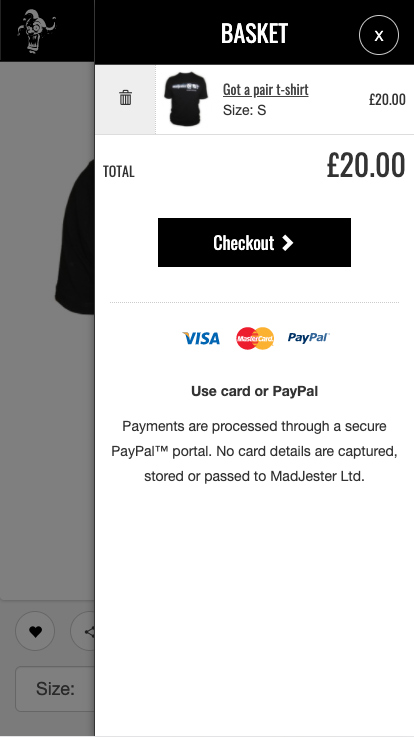 BASKET
x
Got a pair t-shirt
Size: S
£20.00
TOTAL
£20.00
Checkout
VISA
MasterCard
PayPal
Use card or PayPal
Payments are processed through a secure
PayPal™ portal. No card details are captured,
stored or passed to MadJester Ltd.
Size: